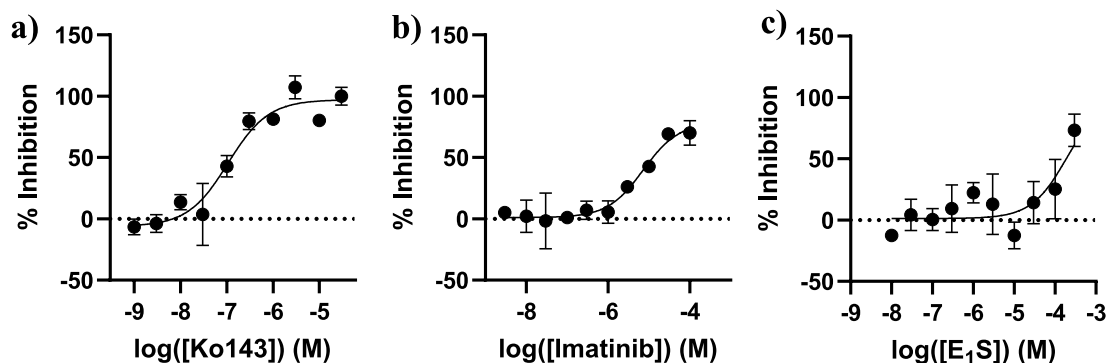 a)
150
100
50
0
-50
% Inhibition
-9 -8 -7 -6 -5
log([Ko143]) (M)
b)
150
100
50
0
-50
% Inhibition
-8 -6 -4
log([Imatinib]) (M)
c)
150
100
50
0
-50
% Inhibition
-9 -8 -7 -6 -5 -4 -3
log([E₁S]) (M)